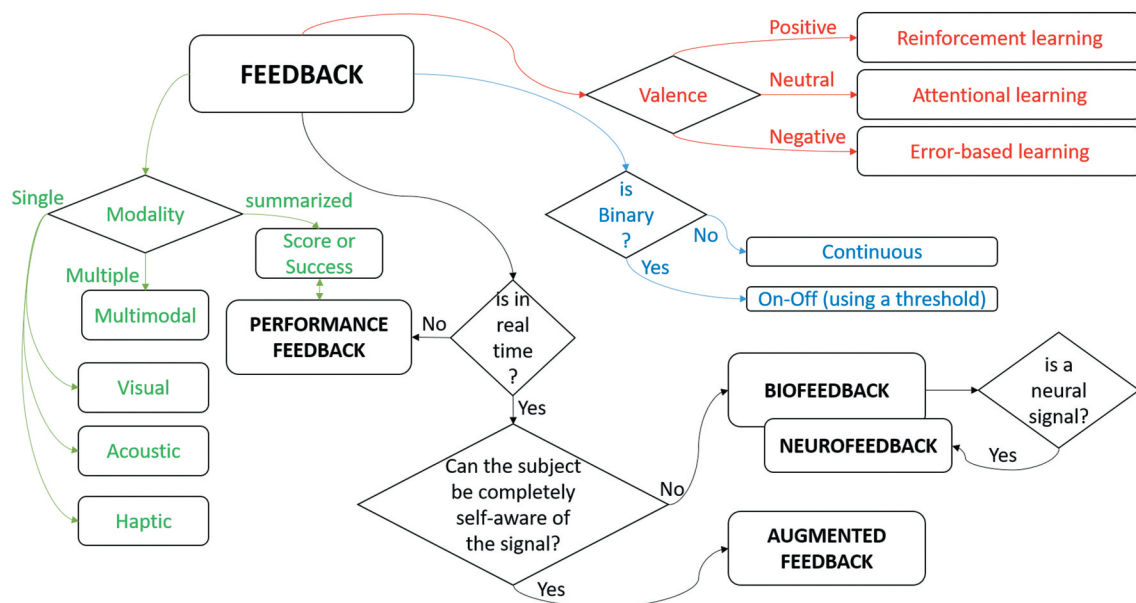 FEEDBACK
Positive
Reinforcement learning
Valence
Neutral
Attentional learning
Negative
Error-based learning
Single
Modality
summarized
Score or
Success
Multiple
Multimodal
Visual
Acoustic
Haptic
is
Binary
?
No
Continuous
Yes
On-Off (using a threshold)
is in
real
time
?
No
PERFORMANCE
FEEDBACK
Yes
Can the subject
be completely
self-aware of
the signal?
No
BIOFEEDBACK
is a
neural
signal?
Yes
NEUROFEEDBACK
Yes
AUGMENTED
FEEDBACK